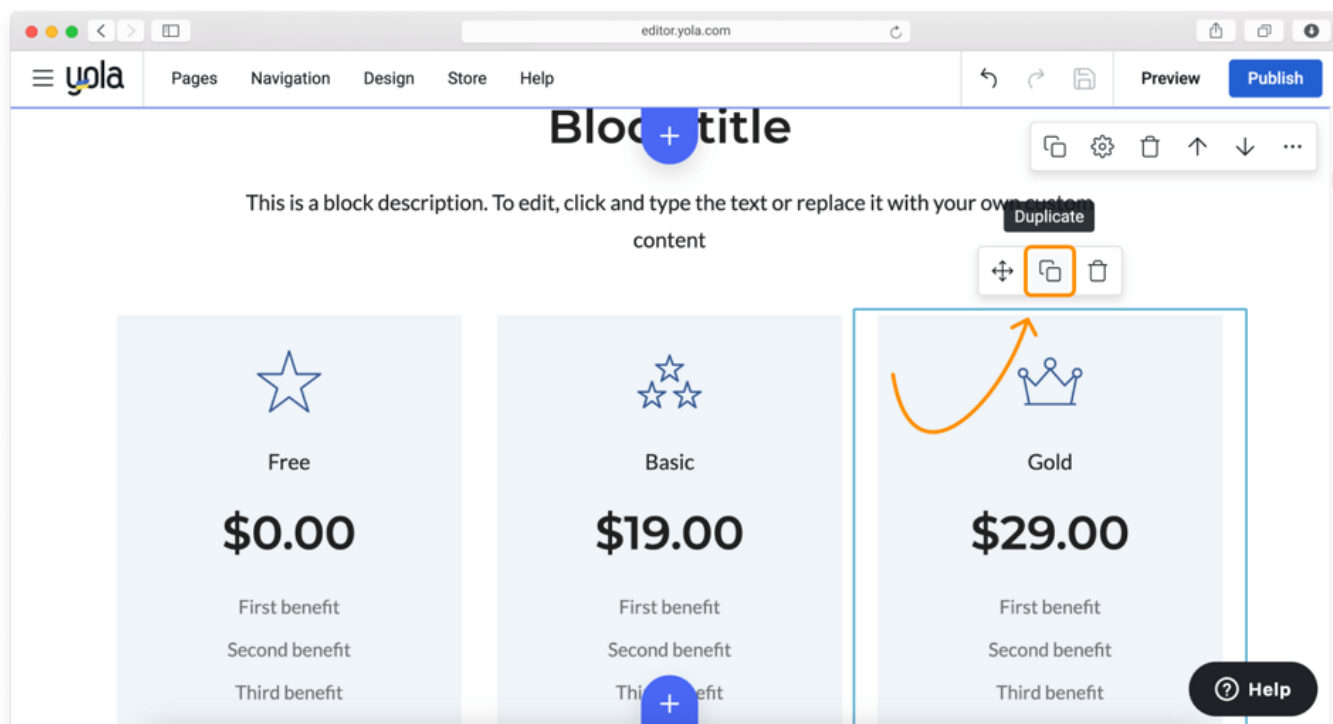 editor.yola.com
yola Pages Navigation Design Store Help Preview Publish
title
This is a block description. To edit, click and type the text or replace it with your own custom
content
Duplicate
Free Basic Gold
$0.00 $19.00 $29.00
First benefit First benefit First benefit
Second benefit Second benefit Second benefit
Third benefit Third benefit
Help